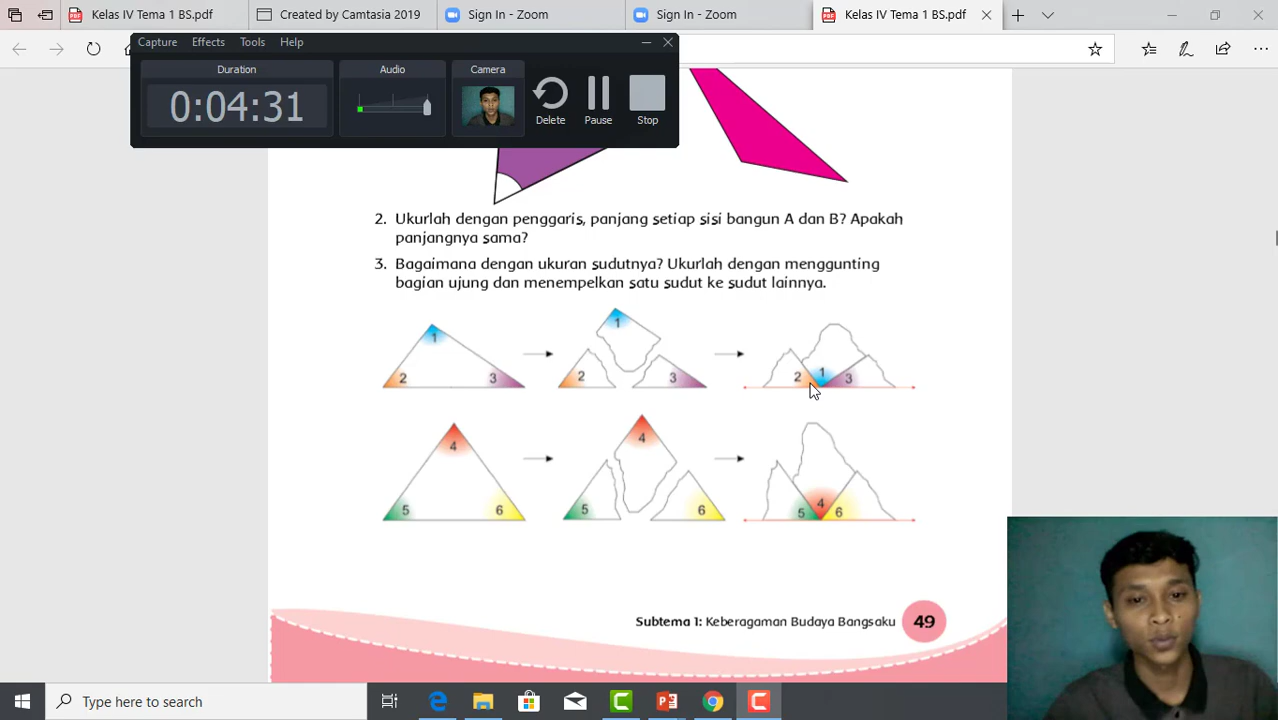 Kelas IV Tema 1 BS.pdf
Created by Camtasia 2019
Sign In - Zoom
Sign In - Zoom
Kelas IV Tema 1 BS.pdf
Capture Effects Tools Help
Duration
Audio
Camera
0:04:31
Delete
Pause
Stop
2. Ukurlah dengan penggaris, panjang setiap sisi bangun A dan B? Apakah
panjangnya sama?
3. Bagaimana dengan ukuran sudutnya? Ukurlah dengan menggunting
bagian ujung dan menempelkan satu sudut ke sudut lainnya.
1
2 3
1
2 3
2 1 3
4
5 6
4
5 6
5 4 6
Subtema 1: Keberagaman Budaya Bangsaku 49
Type here to search